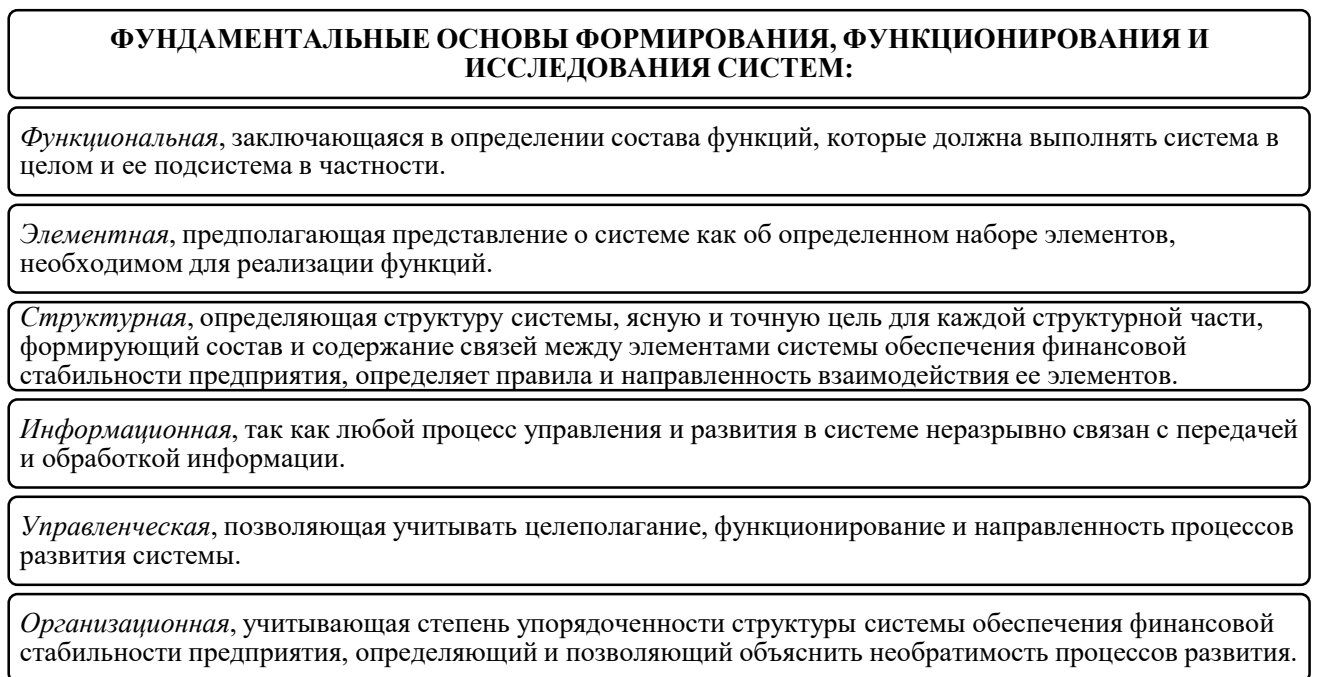 ФУНДАМЕНТАЛЬНЫЕ ОСНОВЫ ФОРМИРОВАНИЯ, ФУНКЦИОНИРОВАНИЯ И
ИССЛЕДОВАНИЯ СИСТЕМ:
Функциональная, заключающаяся в определении состава функций, которые должна выполнять система в
целом и ее подсистема в частности.
Элементная, предполагающая представление о системе как об определенном наборе элементов,
необходимом для реализации функций.
Структурная, определяющая структуру системы, ясную и точную цель для каждой структурной части,
формирующий состав и содержание связей между элементами системы обеспечения финансовой
стабильности предприятия, определяет правила и направленность взаимодействия ее элементов.
Информационная, так как любой процесс управления и развития в системе неразрывно связан с передачей
и обработкой информации.
Управленческая, позволяющая учитывать целеполагание, функционирование и направленность процессов
развития системы.
Организационная, учитывающая степень упорядоченности структуры системы обеспечения финансовой
стабильности предприятия, определяющий и позволяющий объяснить необратимость процессов развития.